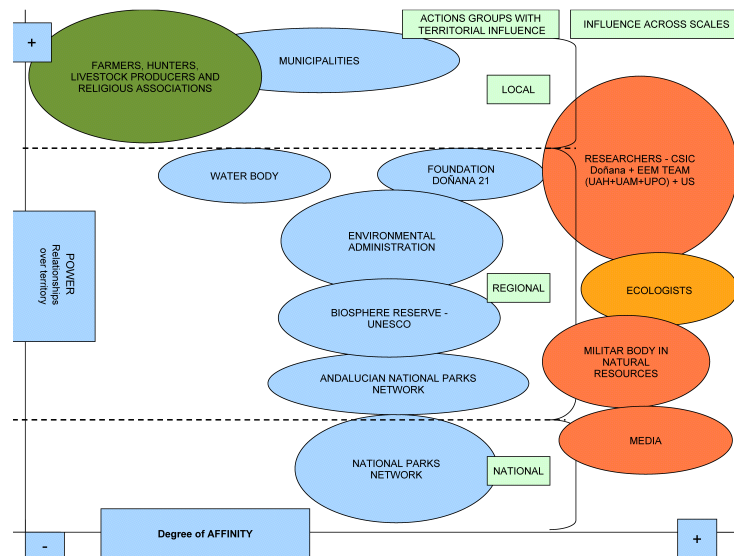 ACTIONS GROUPS WITH
TERRITORIAL INFLUENCE
INFLUENCE ACROSS SCALES
+
FARMERS, HUNTERS,
LIVESTOCK PRODUCERS AND
RELIGIOUS ASSOCIATIONS
MUNICIPALITIES
LOCAL
WATER BODY
FOUNDATION
DOÑANA 21
RESEARCHERS - CSIC
Doñana + EEM TEAM
(UAH+UAM+UPO) + US
POWER
Relationships
over territory
ENVIRONMENTAL
ADMINISTRATION
REGIONAL
ECOLOGISTS
BIOSPHERE RESERVE -
UNESCO
MILITAR BODY IN
NATURAL
RESOURCES
ANDALUCIAN NATIONAL PARKS
NETWORK
MEDIA
NATIONAL PARKS
NETWORK
NATIONAL
-
Degree of AFFINITY
+